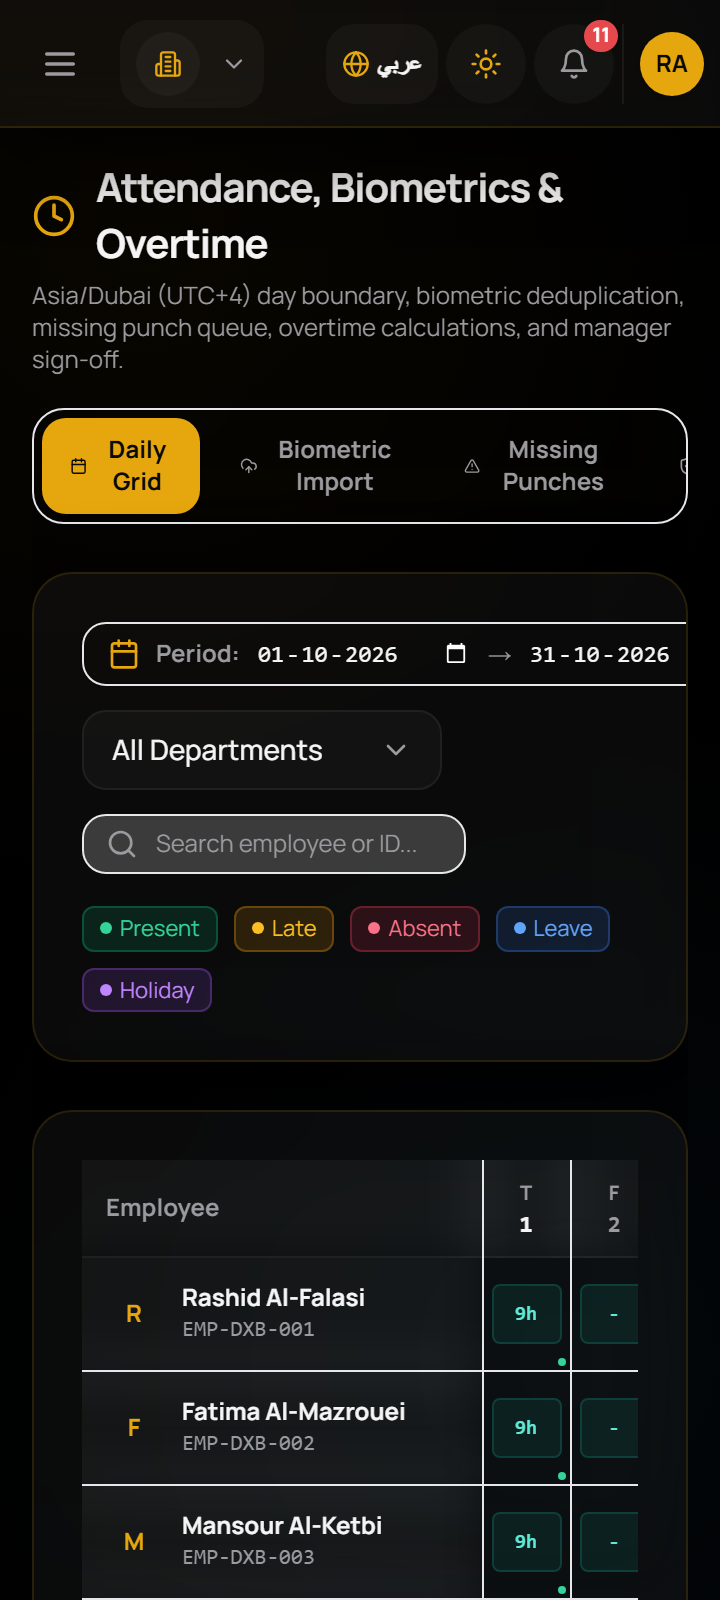 عربي
11
RA
Attendance, Biometrics &
Overtime
Asia/Dubai (UTC+4) day boundary, biometric deduplication,
missing punch queue, overtime calculations, and manager
sign-off.
Daily
Grid
Biometric
Import
Missing
Punches
Period: 01-10-2026 → 31-10-2026
All Departments
Search employee or ID...
Present
Late
Absent
Leave
Holiday
Employee
T
1
F
2
R
Rashid Al-Falasi
EMP-DXB-001
9h
-
F
Fatima Al-Mazrouei
EMP-DXB-002
9h
-
M
Mansour Al-Ketbi
EMP-DXB-003
9h
-